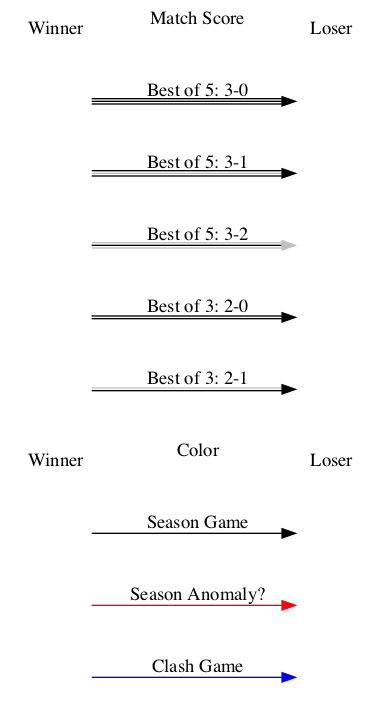 Match Score
Winner Loser
Best of 5: 3-0
Best of 5: 3-1
Best of 5: 3-2
Best of 3: 2-0
Best of 3: 2-1
Color
Winner Loser
Season Game
Season Anomaly?
Clash Game